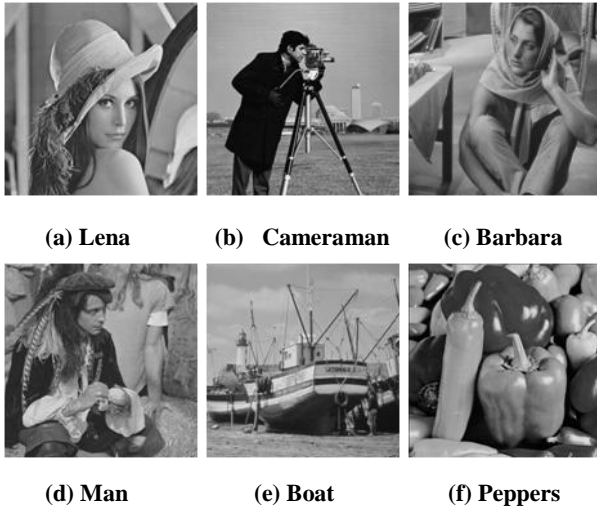 (a) Lena
(b) Cameraman
(c) Barbara
(d) Man
(e) Boat
(f) Peppers